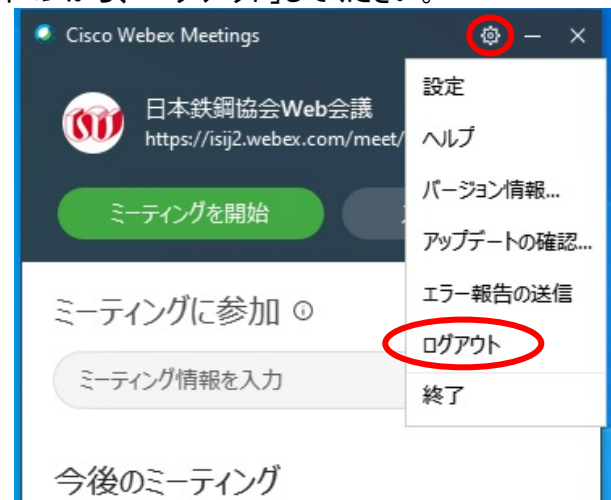 Cisco Webex Meetings
日本鉄鋼協会Web会議
https://isij2.webex.com/meet/
ミーティングを開始
ミーティングに参加
ミーティング情報を入力
今後のミーティング
設定
ヘルプ
バージョン情報...
アップデートの確認...
エラー報告の送信
ログアウト
終了